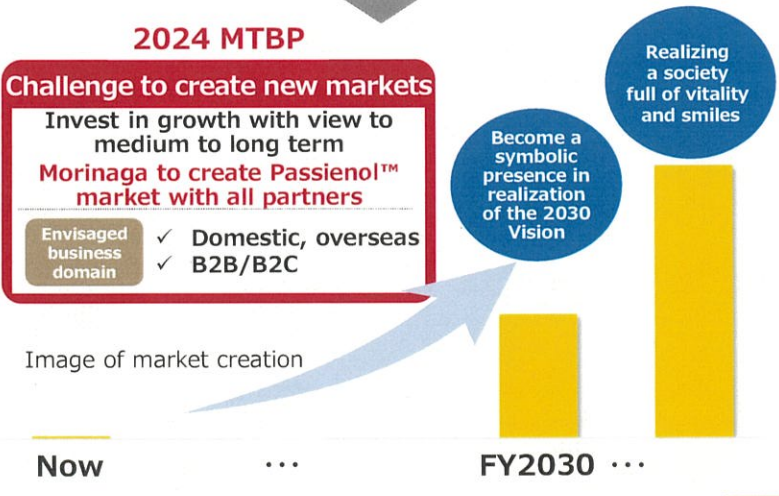 2024 MTBP
Challenge to create new markets
Invest in growth with view to
medium to long term
Morinaga to create Passienol™
market with all partners
Envisaged
business
domain
✓ Domestic, overseas
✓ B2B/B2C
Become a
symbolic
presence in
realization
of the 2030
Vision
Realizing
a society
full of vitality
and smiles
Image of market creation
Now ... FY2030 ...